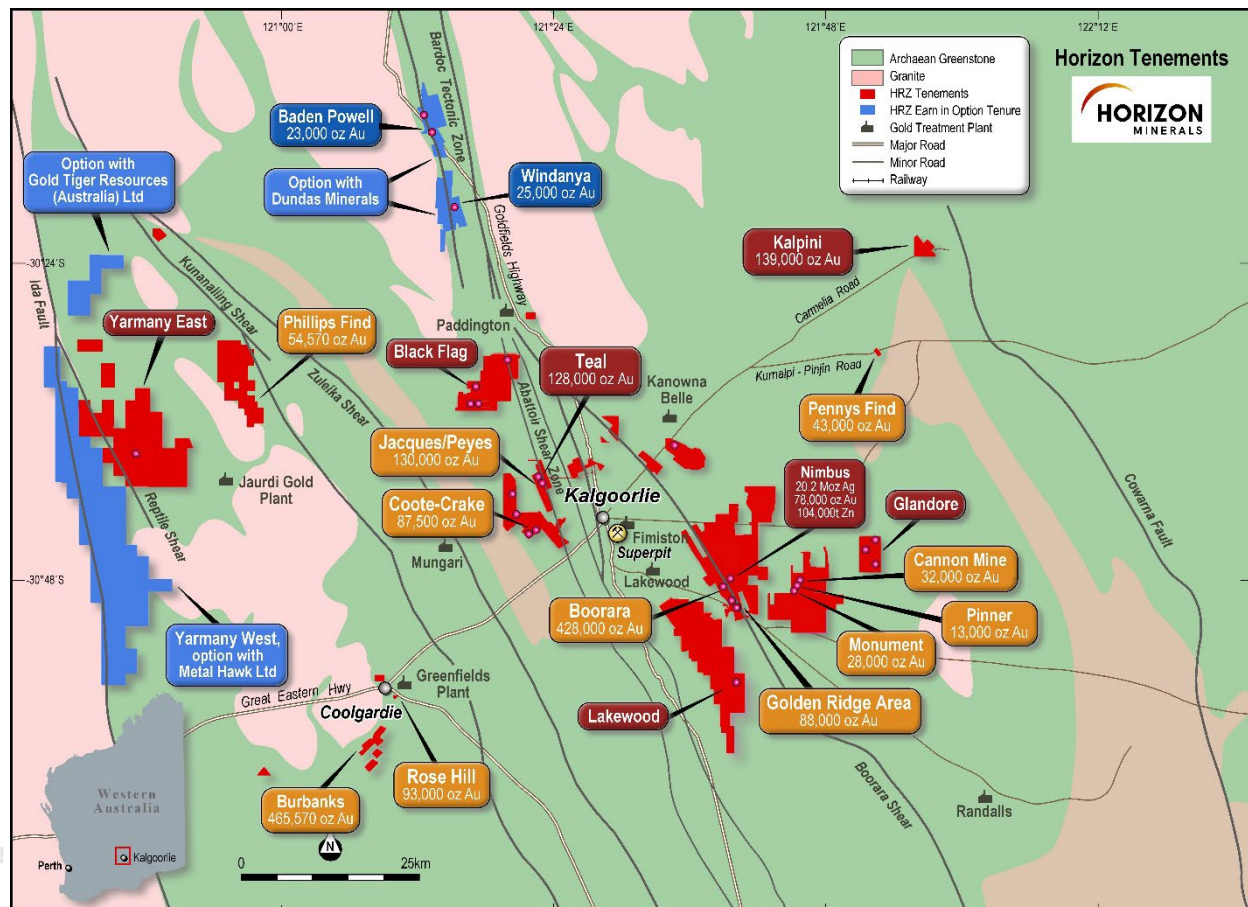 121°00'
121°24'
121°48'
122°12'
Horizon Tenements
HORIZON
MINERALS
Archaean Greenstone
Granite
HRZ Tenements
HRZ Earn in Option Tenure
Gold Treatment Plant
Major Road
Minor Road
Railway
Bardoc Tectonic Zone
Baden Powell
23,000 oz Au
Option with
Gold Tiger Resources
(Australia) Ltd
Option with
Dundas Minerals
Windanya
25,000 oz Au
Goldfields Highway
Kalpini
139,000 oz Au
-30°24'S
Ida Fault
Kunanalling Shear
Carmelia Road
Yarmany East
Phillips Find
54,570 oz Au
Paddington
Zuleika Shear
Black Flag
Teal
128,000 oz Au
Kurnalpi - Pinjin Road
Kanowna
Belle
Abattoir Shear Zone
Pennys Find
43,000 oz Au
Jacques/Peyes
130,000 oz Au
Nimbus
20.2 Moz Ag
78,000 oz Au
104,000t Zn
Jaurdi Gold
Plant
Reptile Shear
Coote-Crake
87,500 oz Au
Kalgoorlie
Glandore
Cowarna Fault
Fimiston
Superpit
Mungari
Lakewood
-30°48'S
Cannon Mine
32,000 oz Au
Boorara
428,000 oz Au
Pinner
13,000 oz Au
Yarmany West,
option with
Metal Hawk Ltd
Monument
28,000 oz Au
Greenfields
Plant
Great Eastern Hwy
Golden Ridge Area
88,000 oz Au
Coolgardie
Lakewood
Rose Hill
93,000 oz Au
Boorara Shear
Burbanks
465,570 oz Au
Randalls
Western
Australia
N
0
25km
Perth
Kalgoorlie